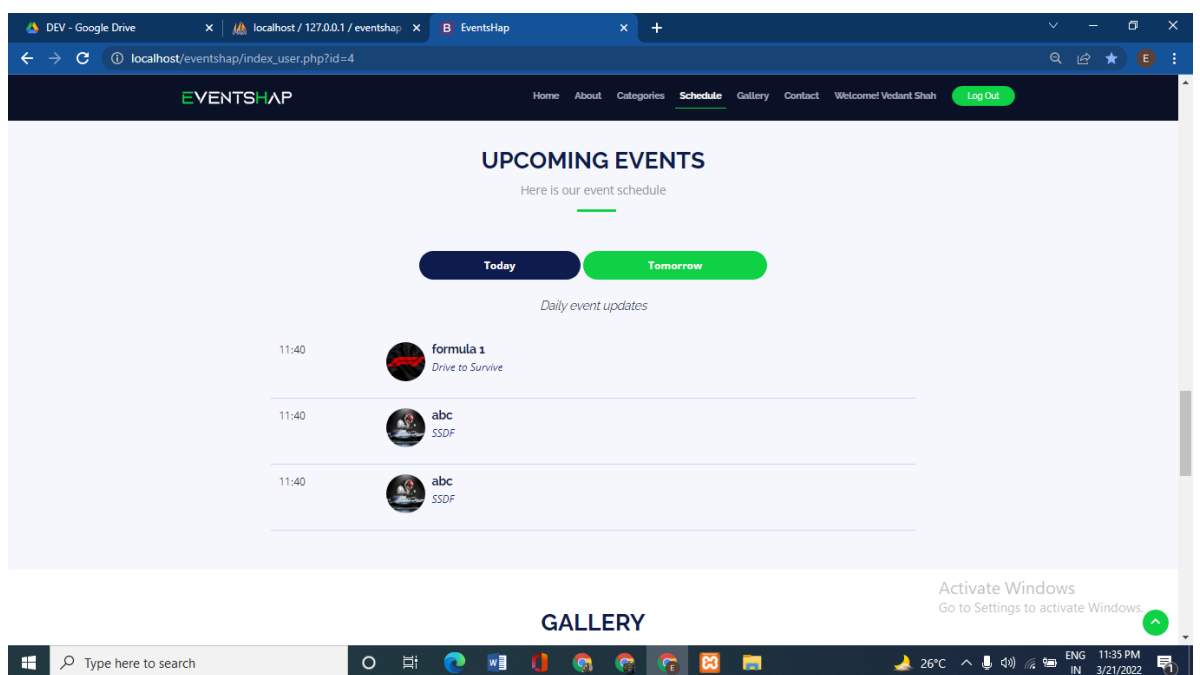 DEV - Google Drive
localhost / 127.0.0.1 / eventshap
B EventsHap
localhost/eventshap/index_user.php?id=4
E
EVENTSHAP
Home About Categories Schedule Gallery Contact Welcome! Vedant Shah Log Out
UPCOMING EVENTS
Here is our event schedule
Today Tomorrow
Daily event updates
11:40 formula 1
Drive to Survive
11:40 abc
SSDF
11:40 abc
SSDF
Activate Windows
Go to Settings to activate Windows.
GALLERY
Type here to search
26°C
ENG 11:35 PM
IN 3/21/2022